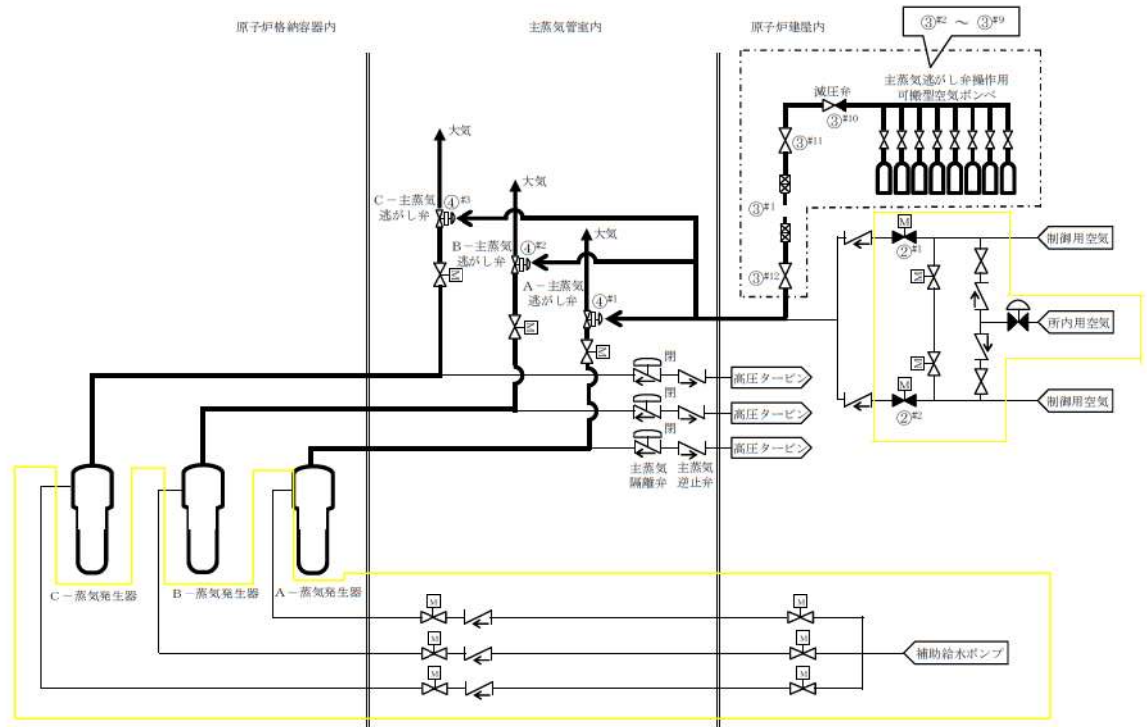 原子炉格納容器内
主蒸気管室内
原子炉建屋内
③#2 ～ ③#9
主蒸気逃がし弁操作用
可搬型空気ボンベ
減圧弁
③#10
③#11
③#1
③#12
大気
大気
大気
C－主蒸気
逃がし弁
④#3
B－主蒸気
逃がし弁
④#2
A－主蒸気
逃がし弁
④#1
M
M
M
M
②#1
制御用空気
M
所内用空気
M
M
②#2
制御用空気
閉
高圧タービン
閉
高圧タービン
閉
高圧タービン
主蒸気
隔離弁
主蒸気
逆止弁
C－蒸気発生器
B－蒸気発生器
A－蒸気発生器
M
M
M
M
M
M
補助給水ポンプ